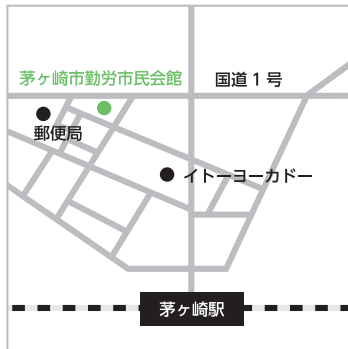 茅ヶ崎市勤労市民会館
国道1号
郵便局
イトーヨーカドー
茅ヶ崎駅